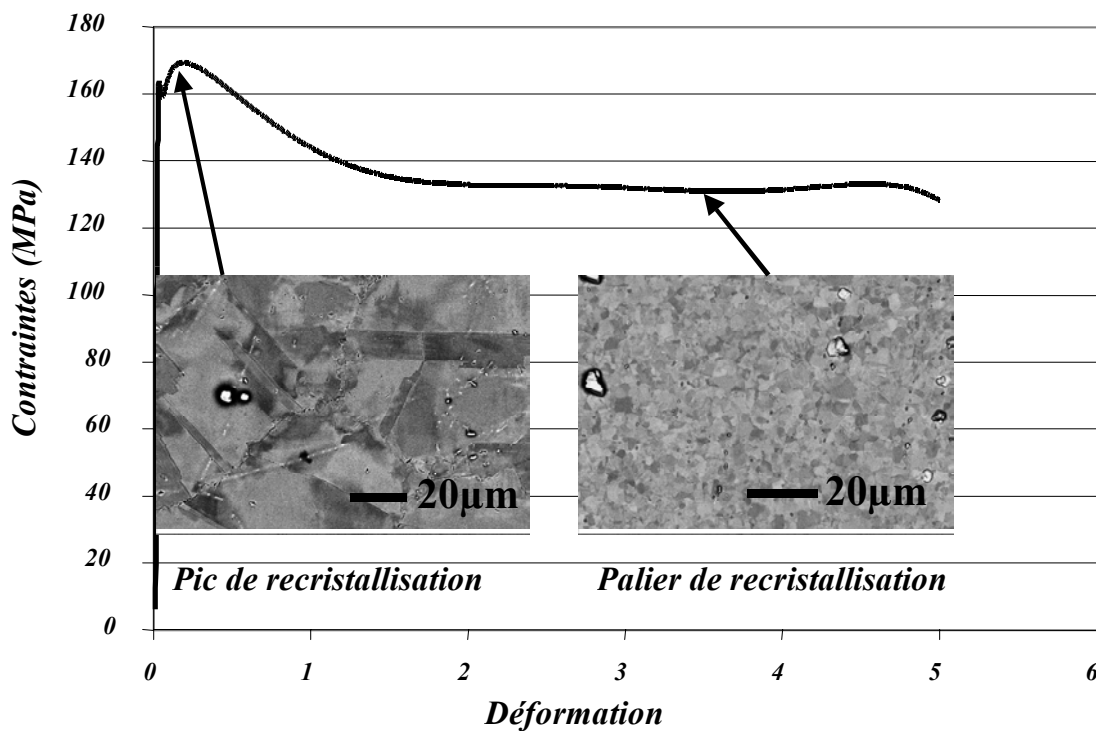 180
160
140
120
100
80
60
40
20
0
Contraintes (MPa)
20µm
20µm
Pic de recristallisation
Palier de recristallisation
0 1 2 3 4 5 6
Déformation